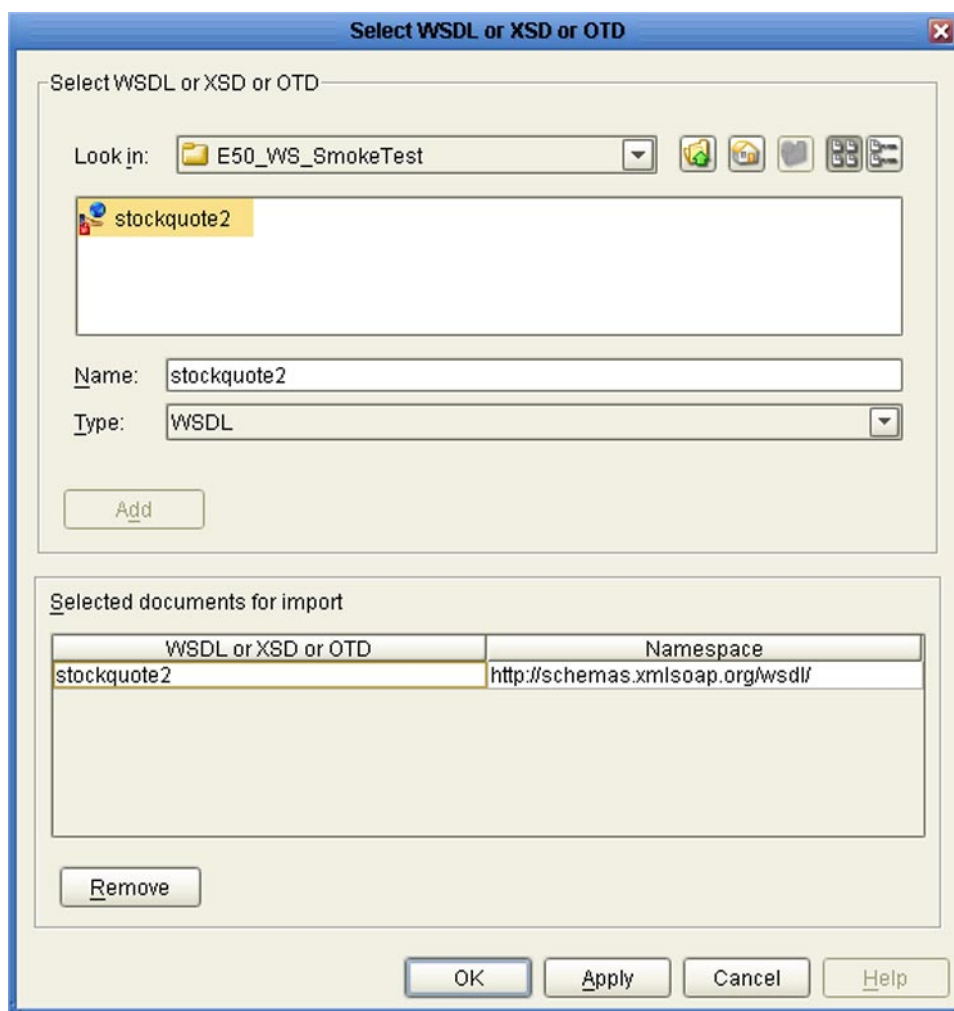 Select WSDL or XSD or OTD
Select WSDL or XSD or OTD
Look in: E50_WS_SmokeTest
stockquote2
Name: stockquote2
Type: WSDL
Add
Selected documents for import
WSDL or XSD or OTD Namespace
stockquote2 http://schemas.xmlsoap.org/wsdl/
Remove
OK Apply Cancel Help